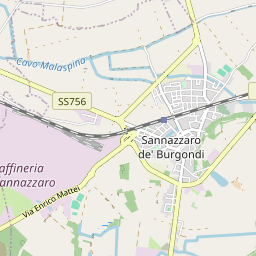 Cavo Malaspina
SS756
Sannazzaro
de' Burgondi
affineria
annazzaro
Via Enrico Mattei